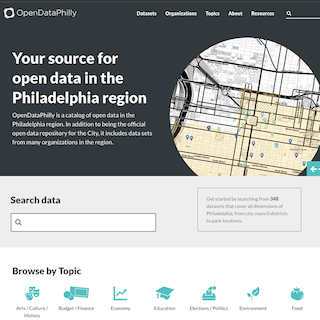 OpenDataPhilly
Datasets Organizations Topics About Resources
Your source for
open data in the
Philadelphia region
OpenDataPhilly is a catalog of open data in the
Philadelphia region. In addition to being the official
open data repository for the City, it includes data sets
from many organizations in the region.
Search data
Get started by searching from 348
datasets that cover all dimensions of
Philadelphia, from city council districts
to park locations.
Browse by Topic
Arts / Culture /
History
Budget / Finance
Economy
Education
Elections / Politics
Environment
Food